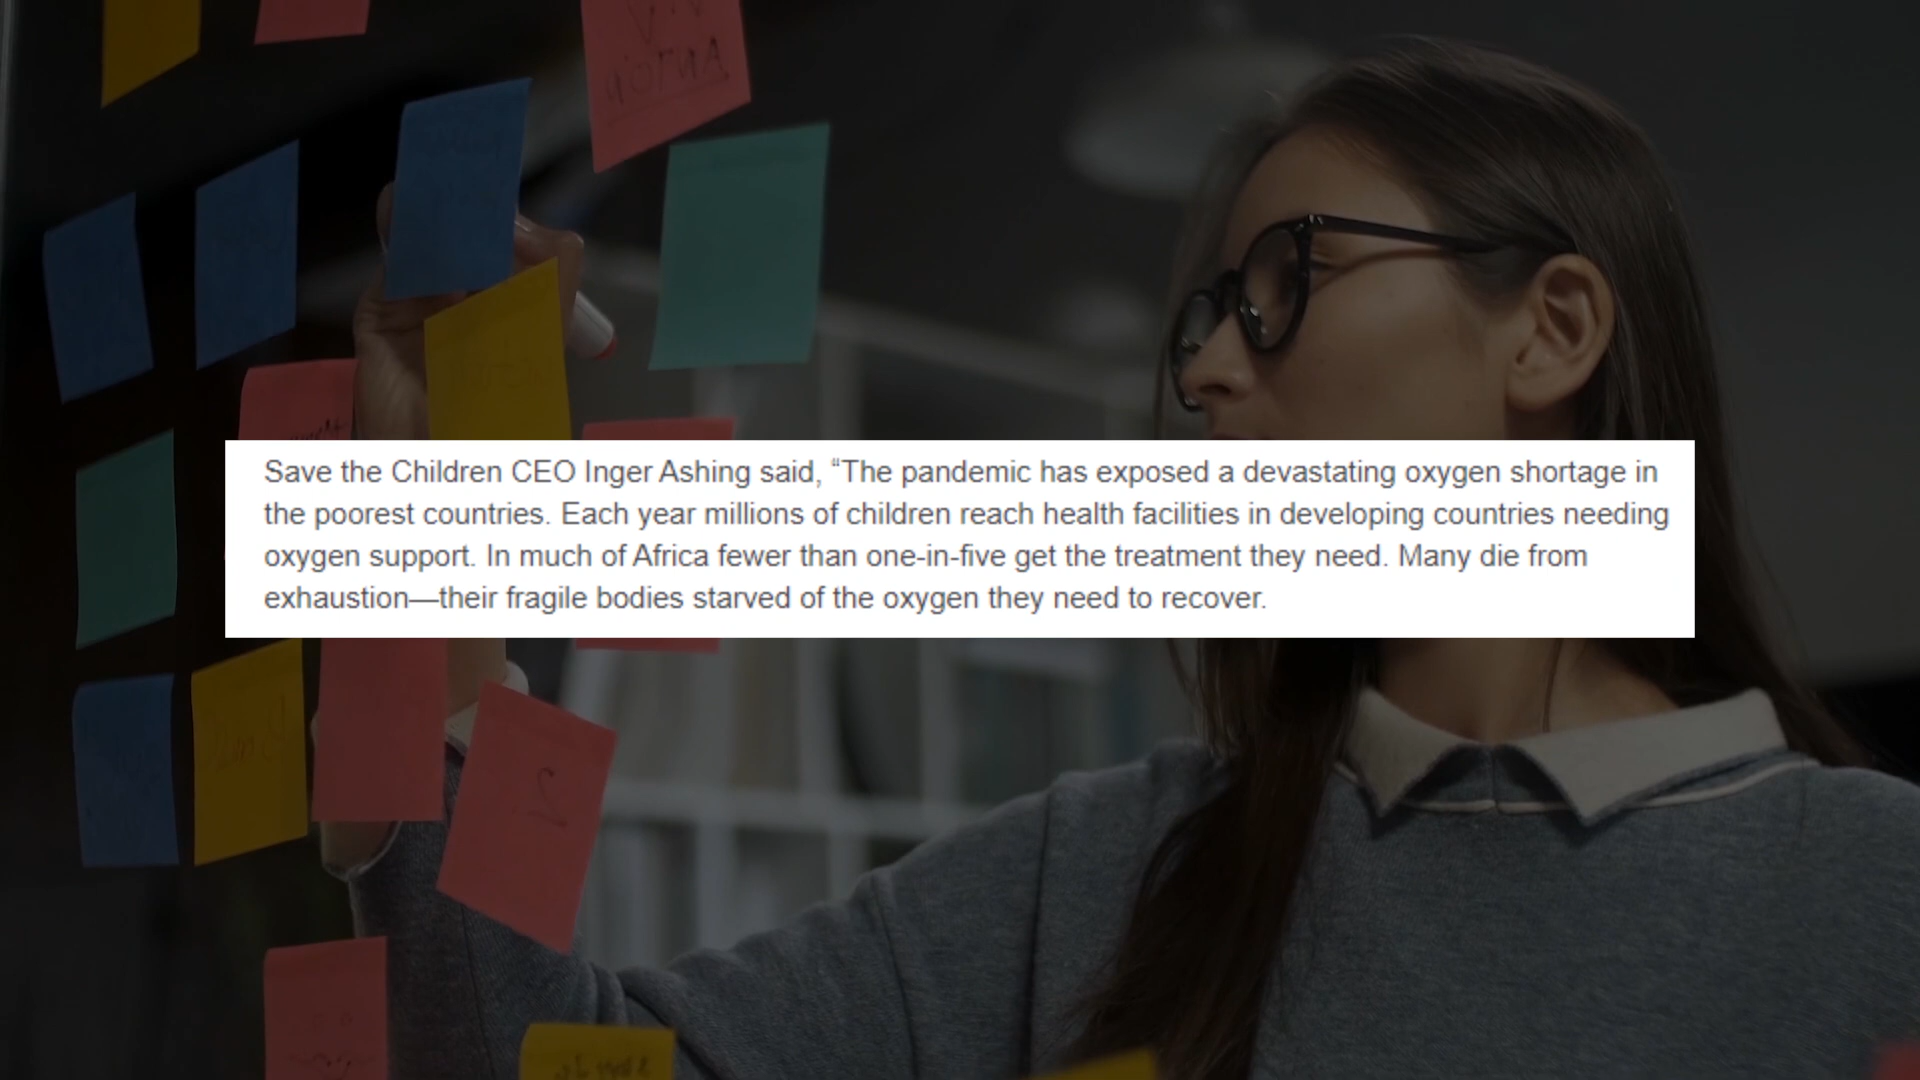 Save the Children CEO Inger Ashing said, “The pandemic has exposed a devastating oxygen shortage in
the poorest countries. Each year millions of children reach health facilities in developing countries needing
oxygen support. In much of Africa fewer than one-in-five get the treatment they need. Many die from
exhaustion—their fragile bodies starved of the oxygen they need to recover.